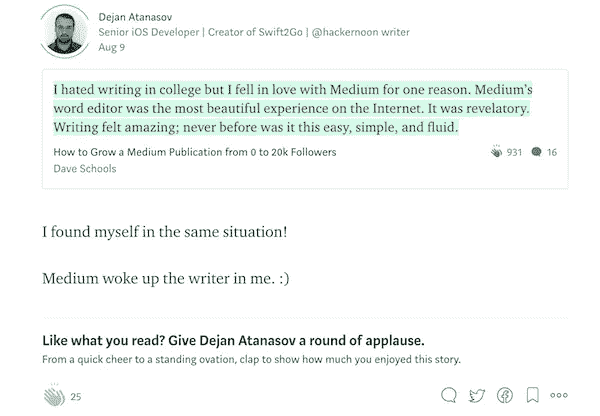 Dejan Atanasov
Senior iOS Developer | Creator of Swift2Go | @hackernoon writer
Aug 9
I hated writing in college but I fell in love with Medium for one reason. Medium's
word editor was the most beautiful experience on the Internet. It was revelatory.
Writing felt amazing; never before was it this easy, simple, and fluid.
How to Grow a Medium Publication from 0 to 20k Followers 931 16
Dave Schools
I found myself in the same situation!
Medium woke up the writer in me. :)
Like what you read? Give Dejan Atanasov a round of applause.
From a quick cheer to a standing ovation, clap to show how much you enjoyed this story.
25